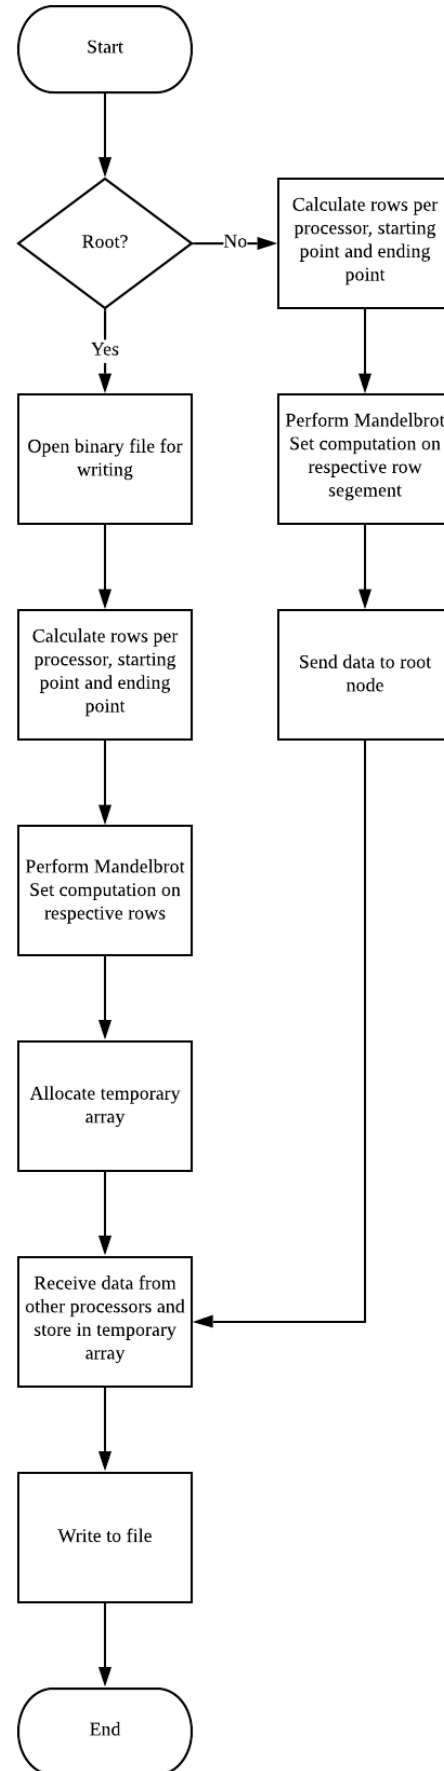 Start
Root?
No
Calculate rows per
processor, starting
point and ending
point
Yes
Open binary file for
writing
Perform Mandelbrot
Set computation on
respective row
segement
Calculate rows per
processor, starting
point and ending
point
Send data to root
node
Perform Mandelbrot
Set computation on
respective rows
Allocate temporary
array
Receive data from
other processors and
store in temporary
array
Write to file
End